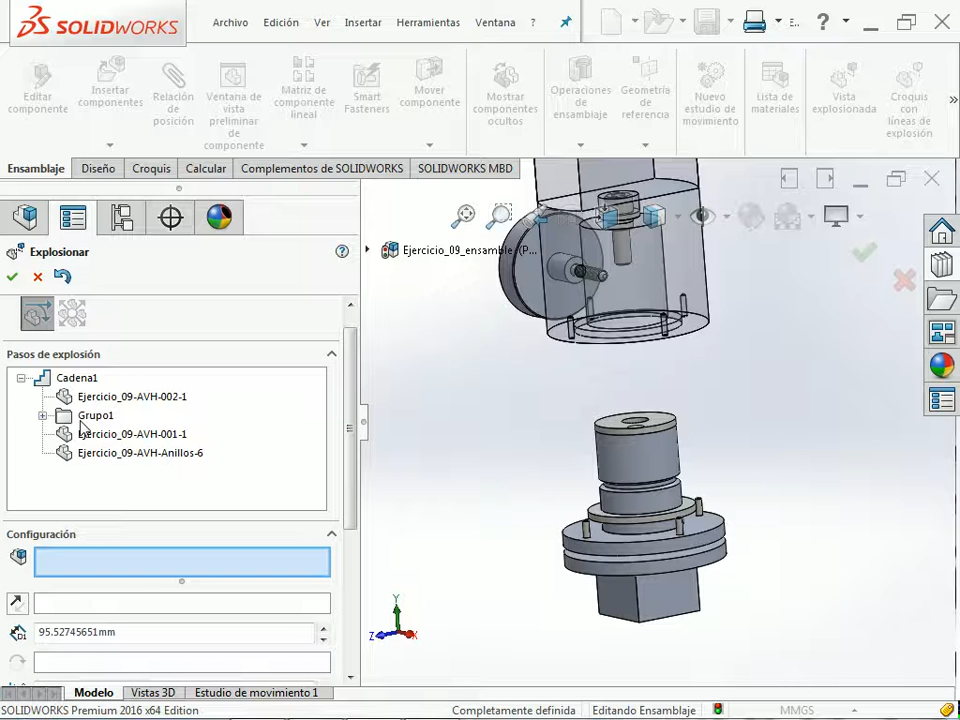 SOLIDWORKS
Archivo Edición Ver Insertar Herramientas Ventana ?
E.. ?
Editar componente
Insertar componentes
Relación de posición
Ventana de vista preliminar de componente
Matriz de componente lineal
Smart Fasteners
Mover componente
Mostrar componentes ocultos
Operaciones de ensamblaje
Geometría de referencia
Nuevo estudio de movimiento
Lista de materiales
Vista explosionada
Croquis con líneas de explosión
»
Ensamblaje Diseño Croquis Calcular Complementos de SOLIDWORKS SOLIDWORKS MBD
Explosionar
Ejercicio_09_ensamble (P...
Pasos de explosión
Cadena1
Ejercicio_09-AVH-002-1
Grupo1
Ejercicio_09-AVH-001-1
Ejercicio_09-AVH-Anillos-6
Configuración
D1
95.52745651mm
Y
Z
X
Modelo Vistas 3D Estudio de movimiento 1
SOLIDWORKS Premium 2016 x64 Edition Completamente definida Editando Ensamblaje MMGS